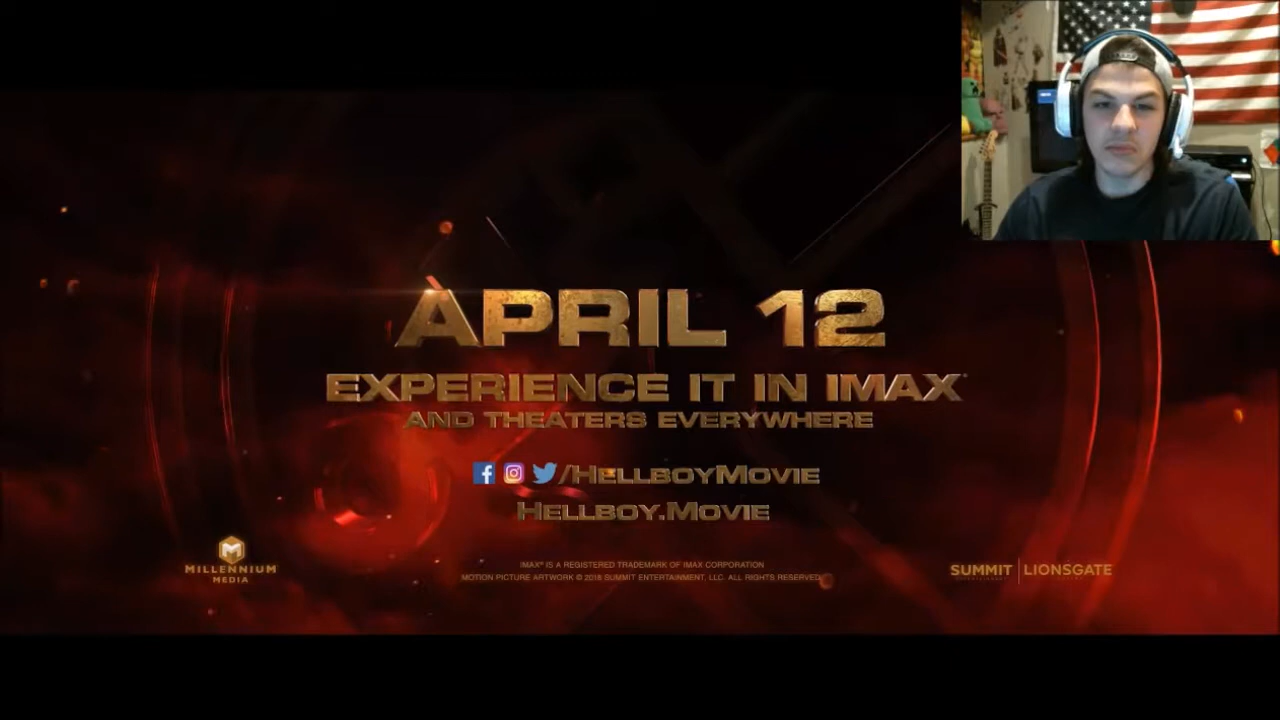 ÀPRIL 12
EXPERIENCE IT IN IMAX®
AND THEATERS EVERYWHERE
/HELLBOYMOVIE
HELLBOY.MOVIE
MILLENNIUM
MEDIA
IMAX® IS A REGISTERED TRADEMARK OF IMAX CORPORATION
MOTION PICTURE ARTWORK © 2018 SUMMIT ENTERTAINMENT, LLC. ALL RIGHTS RESERVED.
SUMMIT | LIONSGATE